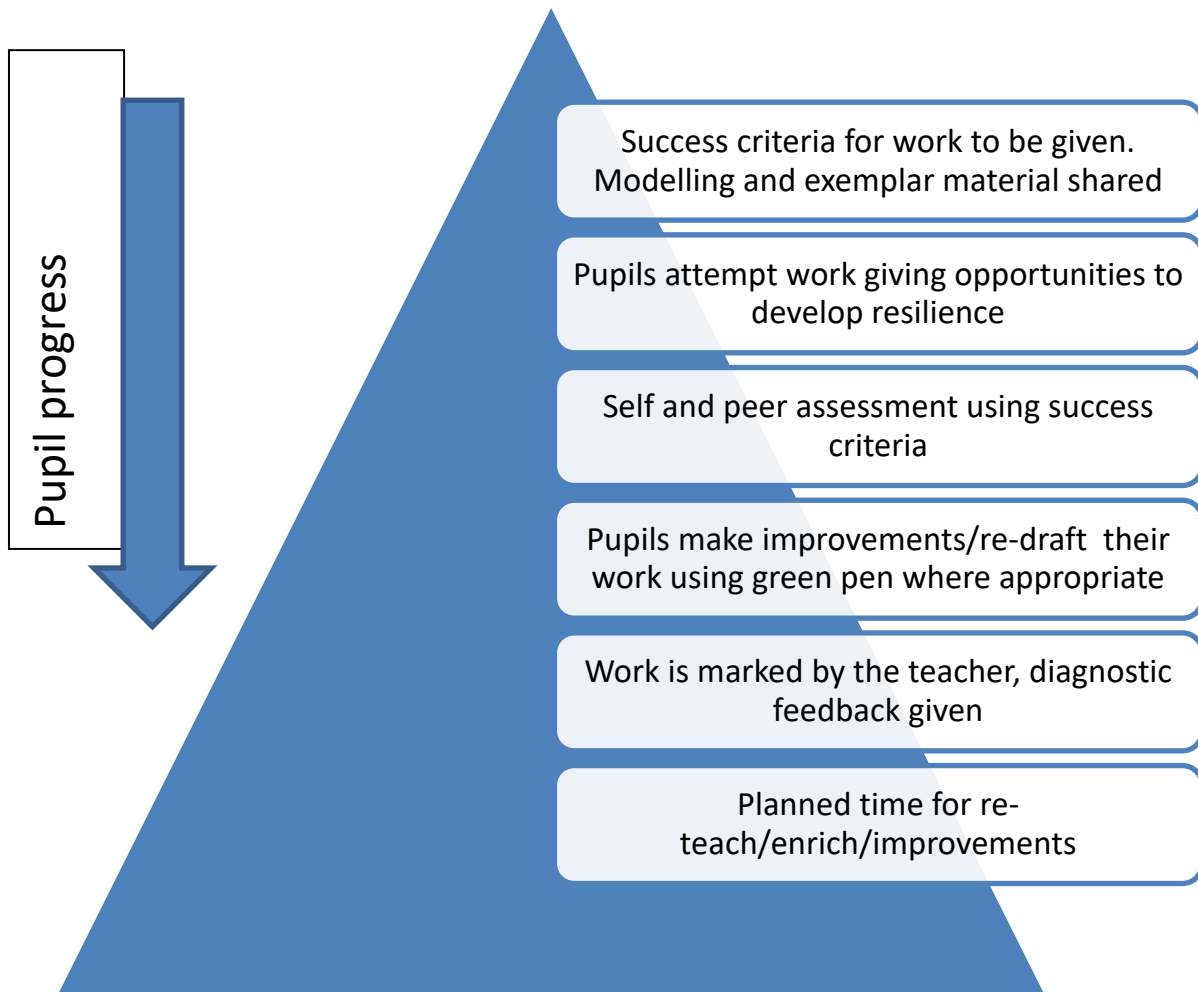 Pupil progress
Success criteria for work to be given.
Modelling and exemplar material shared
Pupils attempt work giving opportunities to
develop resilience
Self and peer assessment using success
criteria
Pupils make improvements/re-draft  their
work using green pen where appropriate
Work is marked by the teacher, diagnostic
feedback given
Planned time for re-
teach/enrich/improvements